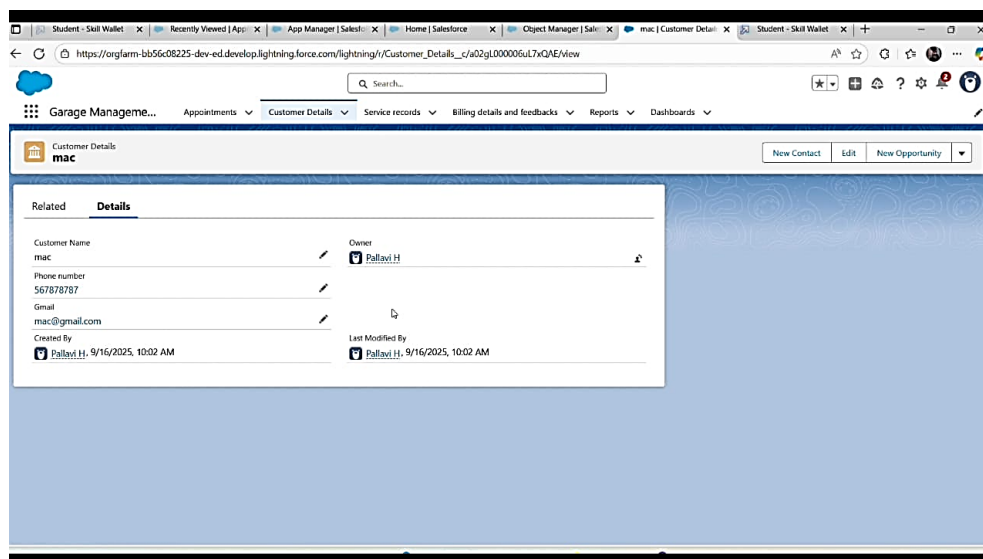 Student - Skill Wallet
Recently Viewed | App
App Manager | Salesfo
Home | Salesforce
Object Manager | Sale
mac | Customer Detail
Student - Skill Wallet
https://orgfarm-bb56c08225-dev-ed.develop.lightning.force.com/lightning/r/Customer_Details__c/a02gL000006uL7xQAE/view
Search...
2
Garage Manageme...
Appointments
Customer Details
Service records
Billing details and feedbacks
Reports
Dashboards
Customer Details
mac
New Contact
Edit
New Opportunity
Related
Details
Customer Name
mac
Owner
Pallavi H
Phone number
567878787
Gmail
mac@gmail.com
Created By
Pallavi H, 9/16/2025, 10:02 AM
Last Modified By
Pallavi H, 9/16/2025, 10:02 AM